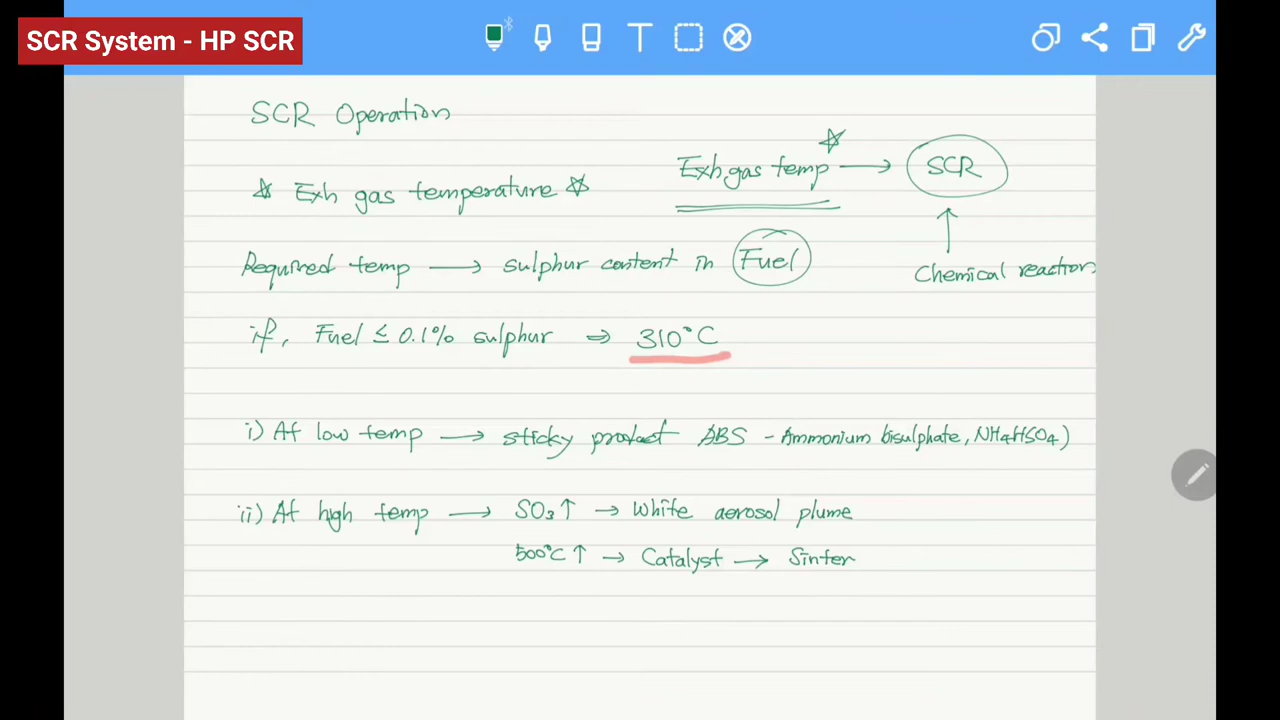 SCR System - HP SCR
SCR Operation
☆ Exh gas temperature ☆
Exh, gas temp ☆ → SCR
↑
Chemical reaction
Required temp → sulphur content in Fuel
if, Fuel ≤ 0.1% sulphur ⇒ 310°C
i) At low temp → sticky product ABS - Ammonium bisulphate, NH4HSO4)
ii) At high temp → SO3 ↑ → White aerosol plume
500°C ↑ → Catalyst → Sinter